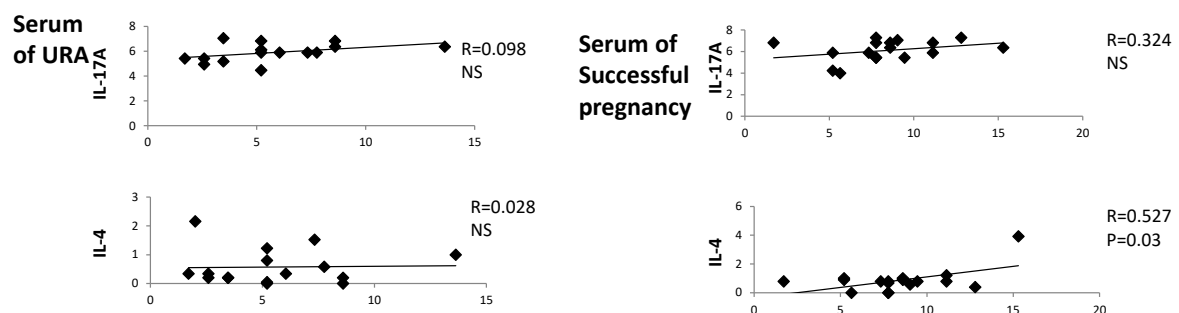 Serum
of URA
IL-17A
8
6
4
2
0
0 5 10 15
R=0.098
NS
Serum of
Successful
pregnancy
IL-17A
8
6
4
2
0
0 5 10 15 20
R=0.324
NS
IL-4
3
2
1
0
0 5 10 15
R=0.028
NS
IL-4
6
4
2
0
0 5 10 15 20
R=0.527
P=0.03